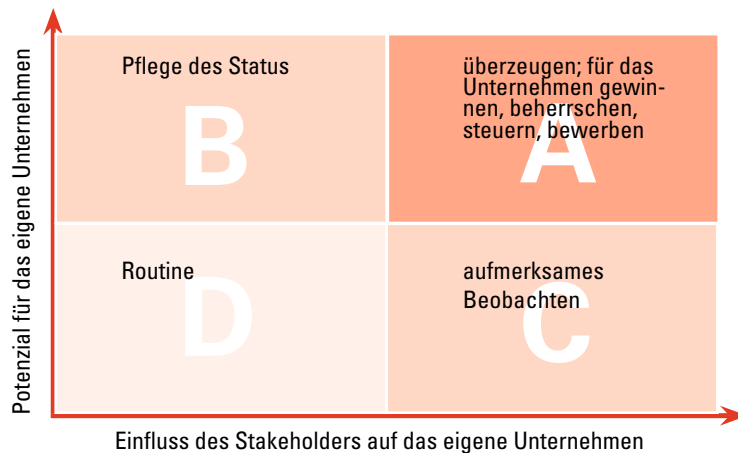 Pflege des Status
B
überzeugen; für das
Unternehmen gewin-
nen, beherrschen,
steuern, bewerben
A
Routine
D
aufmerksames
Beobachten
C
Potenzial für das eigene Unternehmen
Einfluss des Stakeholders auf das eigene Unternehmen